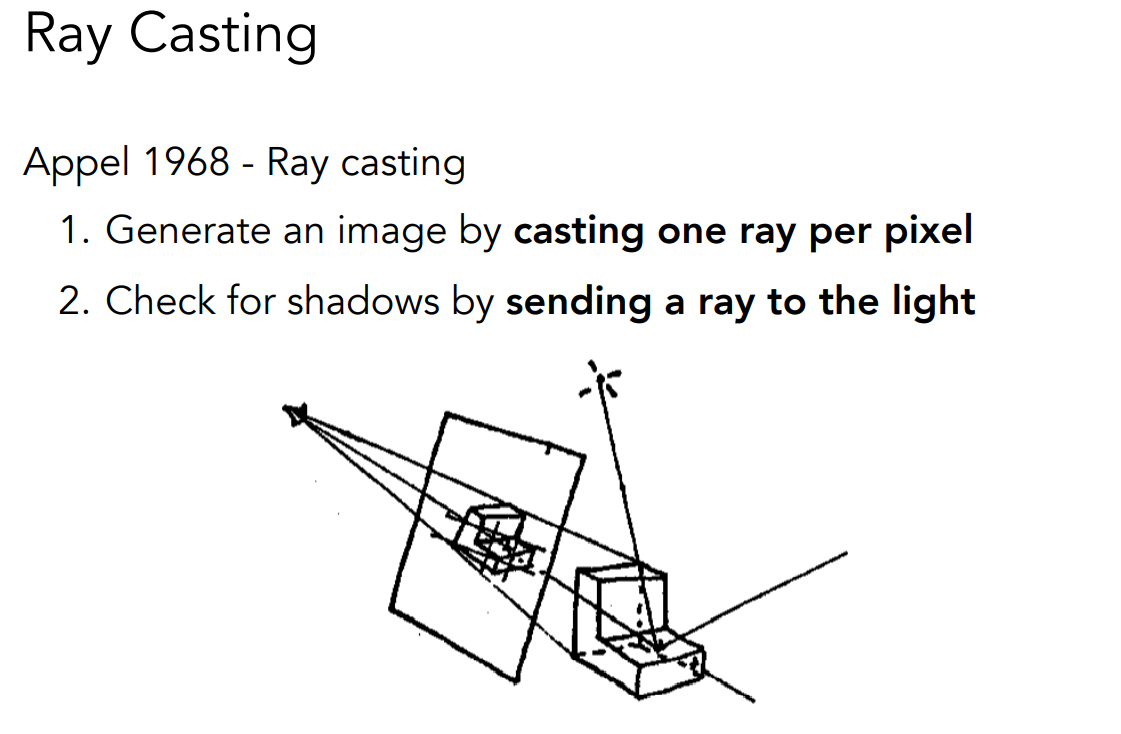 Ray Casting
Appel 1968 - Ray casting
1. Generate an image by casting one ray per pixel
2. Check for shadows by sending a ray to the light